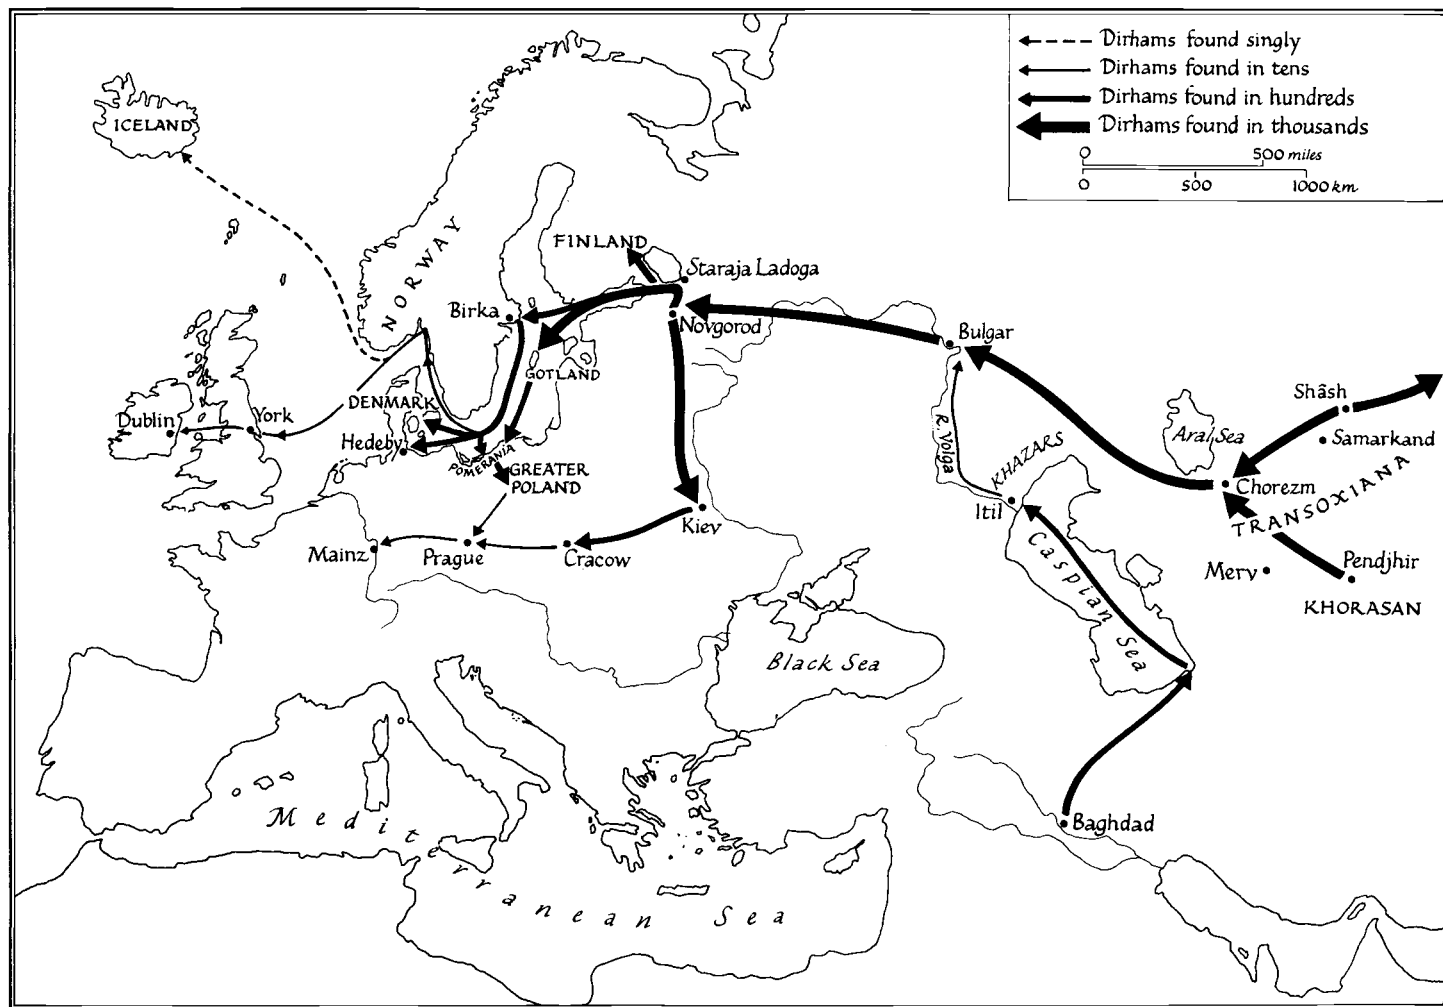 Dirhams found singly
Dirhams found in tens
Dirhams found in hundreds
Dirhams found in thousands
0 500 miles
0 500 1000 km
ICELAND
NORWAY
FINLAND
Staraja Ladoga
Birka
Novgorod
Bulgar
GOTLAND
DENMARK
Dublin
York
Hedeby
POMERANIA
GREATER
POLAND
R. Volga
KHAZARS
Itil
Aral Sea
Shâsh
Samarkand
Chorezm
TRANSOXIANA
Kiev
Mainz
Prague
Cracow
Merv
Pendjhir
KHORASAN
Caspian Sea
Black Sea
Baghdad
Mediterranean Sea